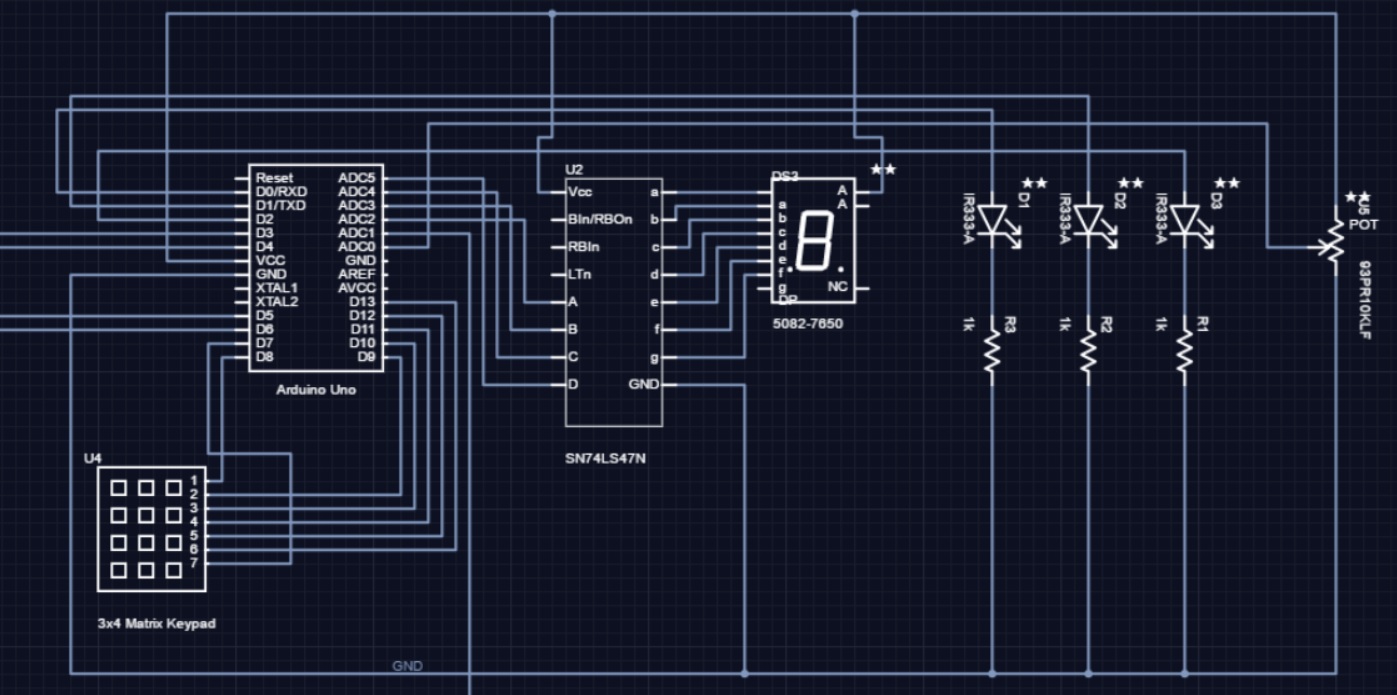 Reset
D0/RXD
D1/TXD
D2
D3
D4
VCC
GND
XTAL1
XTAL2
D5
D6
D7
D8
ADC5
ADC4
ADC3
ADC2
ADC1
ADC0
GND
AREF
AVCC
D13
D12
D11
D10
D9
Arduino Uno
U4
1
2
3
4
5
6
7
3x4 Matrix Keypad
U2
Vcc
BIn/RBOn
RBIn
LTn
A
B
C
D
a
b
c
d
e
f
g
GND
SN74LS47N
DS3
a
b
c
d
e
f
g
DP
A
A
NC
5082-7650
★★
D1
IR333-A
★★
D2
IR333-A
★★
D3
IR333-A
R3
1k
R2
1k
R1
1k
★★
U5
POT
93PR10KLF
GND